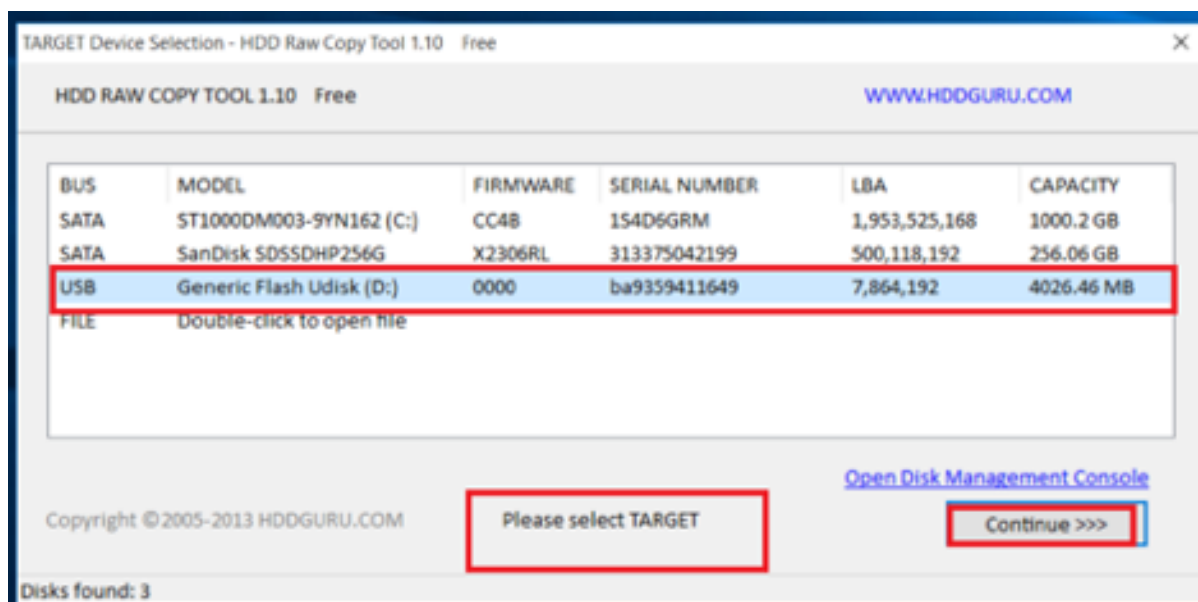 TARGET Device Selection - HDD Raw Copy Tool 1.10 Free
HDD RAW COPY TOOL 1.10 Free WWW.HDDGURU.COM
BUS MODEL FIRMWARE SERIAL NUMBER LBA CAPACITY
SATA ST1000DM003-9YN162 (C:) CC4B 1S4D6GRM 1,953,525,168 1000.2 GB
SATA SanDisk SDSSDHP256G X2306RL 313375042199 500,118,192 256.06 GB
USB Generic Flash Udisk (D:) 0000 ba9359411649 7,864,192 4026.46 MB
FILE Double-click to open file
Open Disk Management Console
Copyright ©2005-2013 HDDGURU.COM Please select TARGET Continue >>>
Disks found: 3